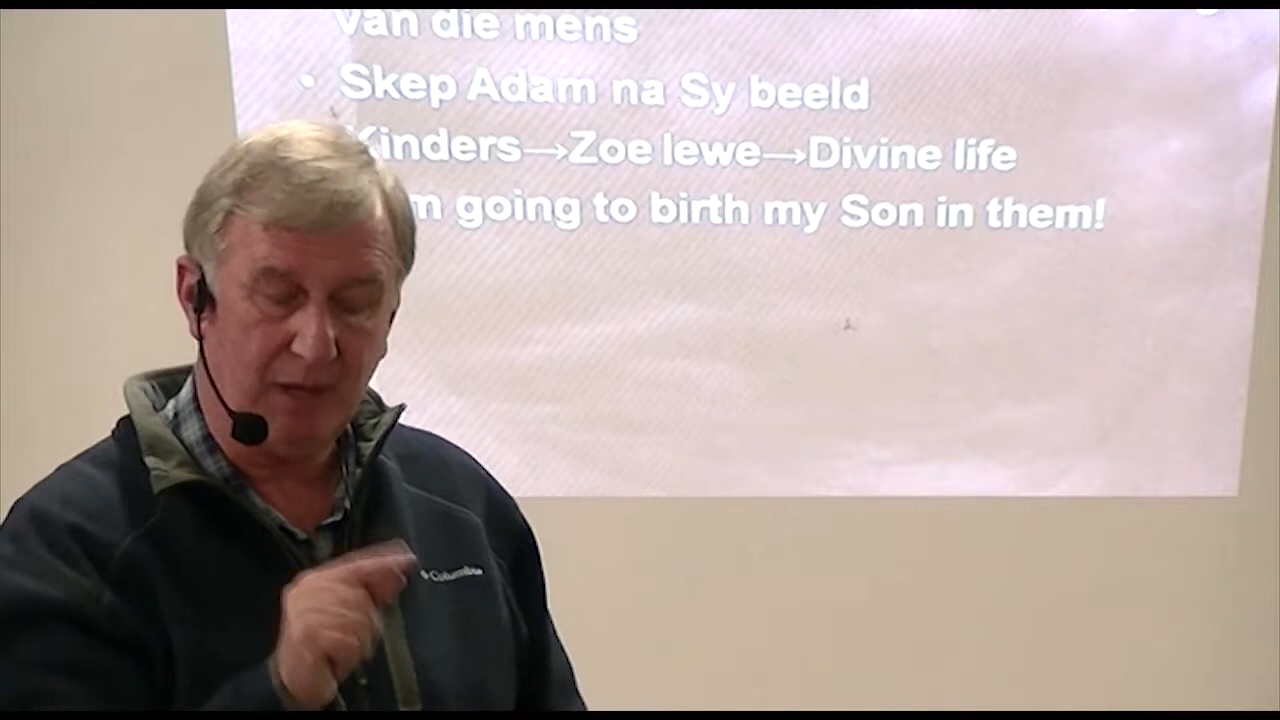 van die mens
• Skep Adam na Sy beeld
Kinders→Zoe lewe→Divine life
going to birth my Son in them!
Columbia